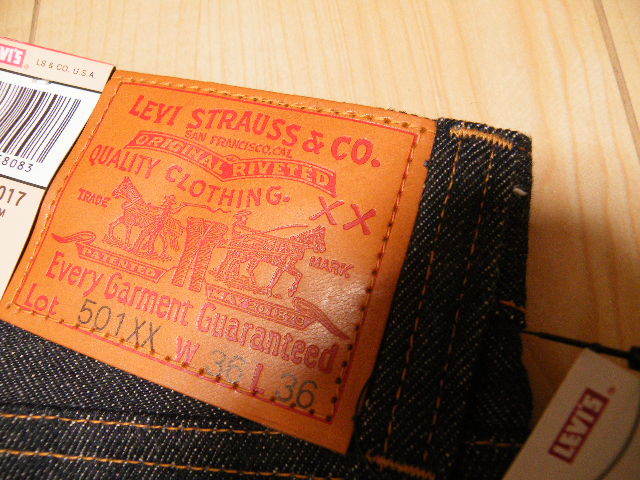 LEVI'S
LS & CO. U.S.A.
8083
017
M
LEVI STRAUSS & CO.
SAN FRANCISCO, CAL.
ORIGINAL RIVETED
QUALITY CLOTHING.
XX
TRADE MARK
PATENTED MAY 20 1873
Every Garment Guaranteed
Lot. 501XX W 36 L 36
LEVI'S